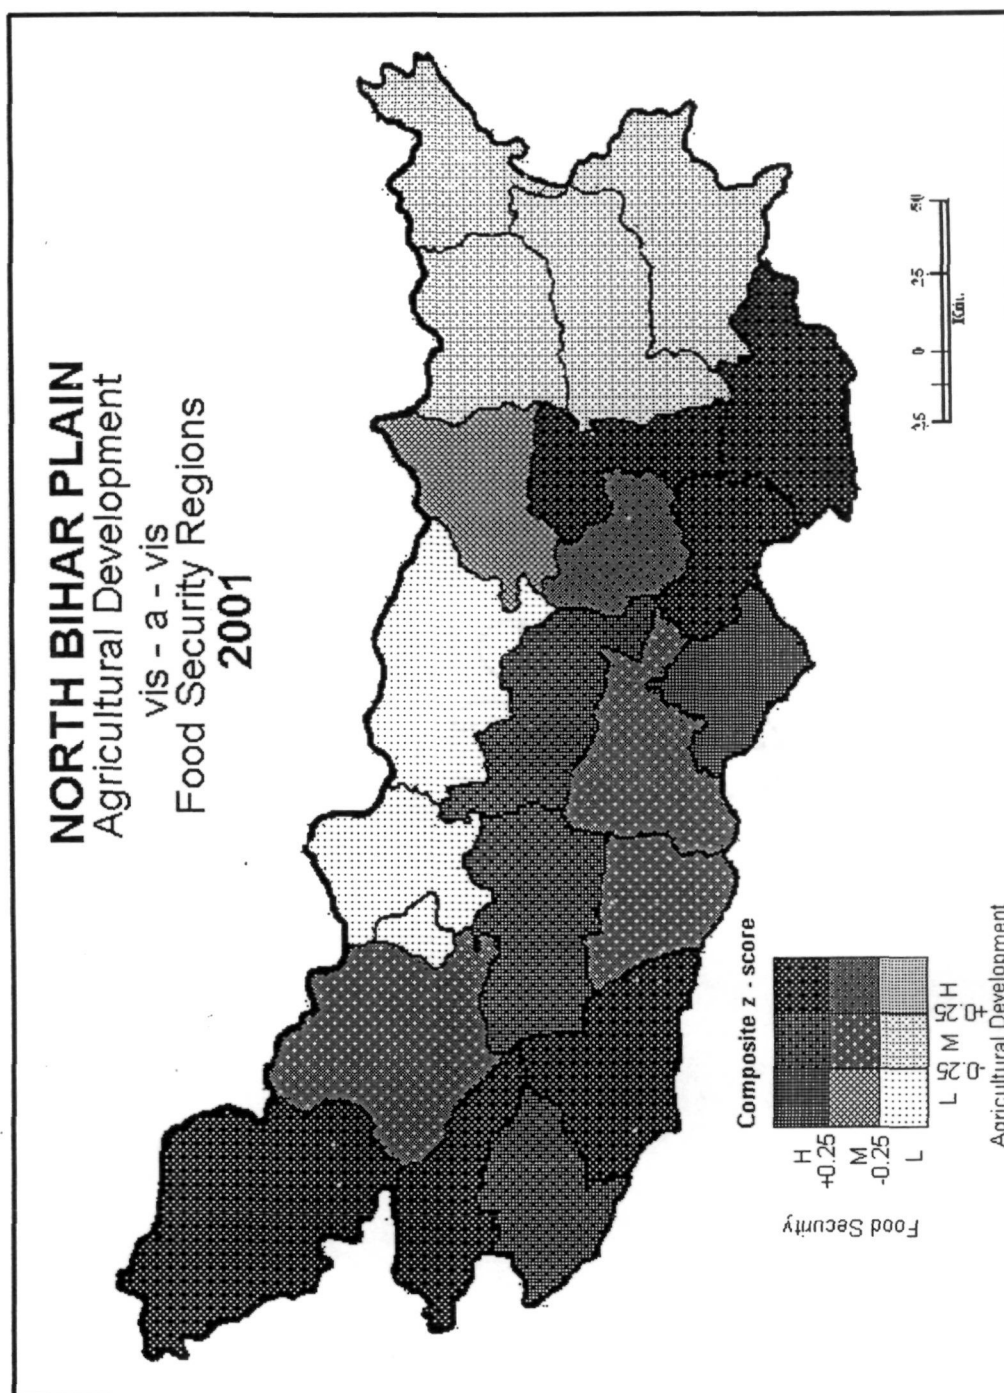 NORTH BIHAR PLAIN
Agricultural Development
vis - a - vis
Food Security Regions
2001
25
0
25
50
Km.
Composite z - score
H
+0.25
M
-0.25
L
Food Security
L
-0.25
M
+0.25
H
Agricultural Development